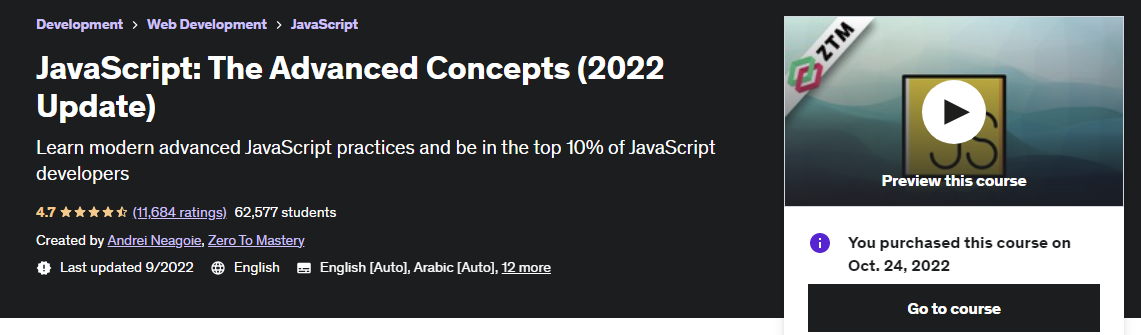 Development > Web Development > JavaScript
JavaScript: The Advanced Concepts (2022
Update)
Learn modern advanced JavaScript practices and be in the top 10% of JavaScript
developers
4.7 (11,684 ratings) 62,577 students
Created by Andrei Neagoie, Zero To Mastery
Last updated 9/2022 English English [Auto], Arabic [Auto], 12 more
ZTM
JS
Preview this course
You purchased this course on
Oct. 24, 2022
Go to course